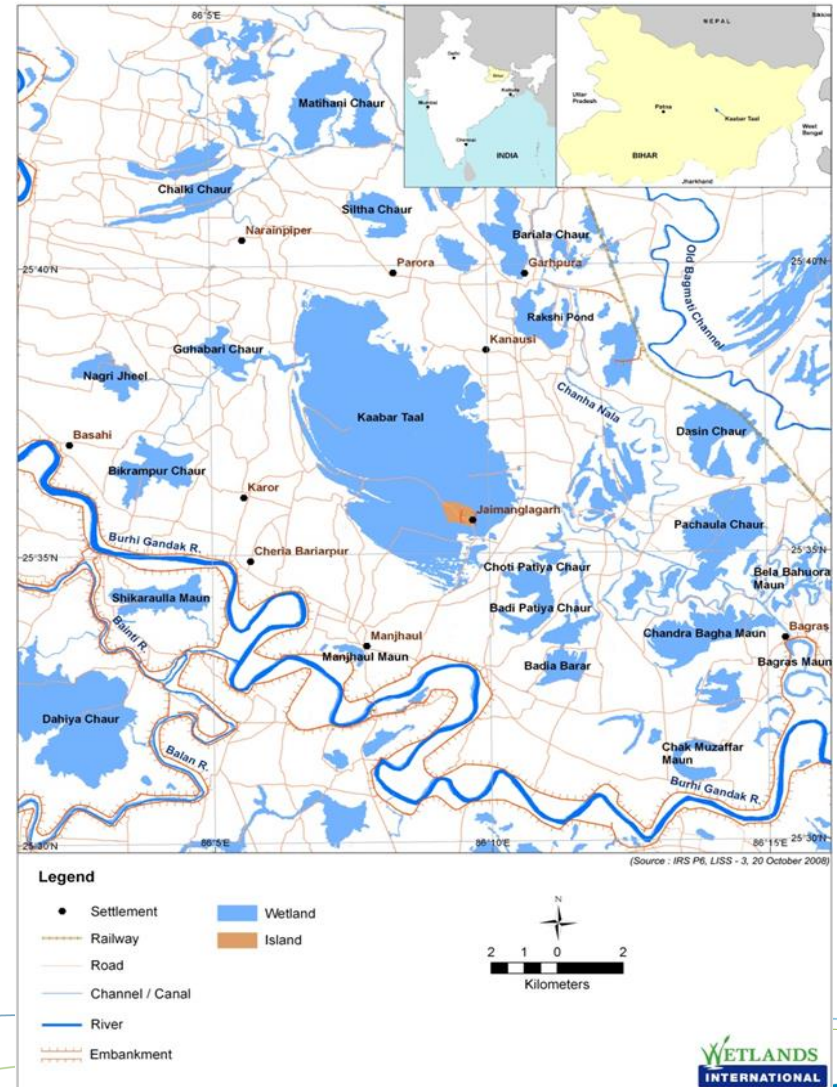 86°5'E
NEPAL
Delhi
Bihar
Kolkata
Mumbai
Chennai
INDIA
Uttar
Pradesh
Patna
Kaabar Taal
West
Bengal
BIHAR
Jharkhand
Matihani Chaur
Chalki Chaur
Siltha Chaur
Narainpiper
Bariala Chaur
25°40'N
Parora
Garhpura
25°40'N
Old Bagmati Channel
Rakshi Pond
Guhabari Chaur
Kanausi
Nagri Jheel
Chanha Nala
Kaabar Taal
Dasin Chaur
Basahi
Bikrampur Chaur
Karor
Jaimanglagarh
Pachaula Chaur
Burhi Gandak R.
25°35'N
Cheria Bariarpur
25°35'N
Choti Patiya Chaur
Bela Bahuora
Maun
Shikaraulla Maun
Badi Patiya Chaur
Bainti R.
Manjhaul
Chandra Bagha Maun
Bagras
Manjhaul Maun
Badia Barar
Bagras Maun
Dahiya Chaur
Balan R.
Chak Muzaffar
Maun
Burhi Gandak R.
25°30'N
86°5'E
86°10'E
86°15'E
25°30'N
(Source : IRS P6, LISS - 3, 20 October 2008)
Legend
Settlement
Railway
Road
Channel / Canal
River
Embankment
Wetland
Island
N
2 1 0 2
Kilometers
WETLANDS
INTERNATIONAL